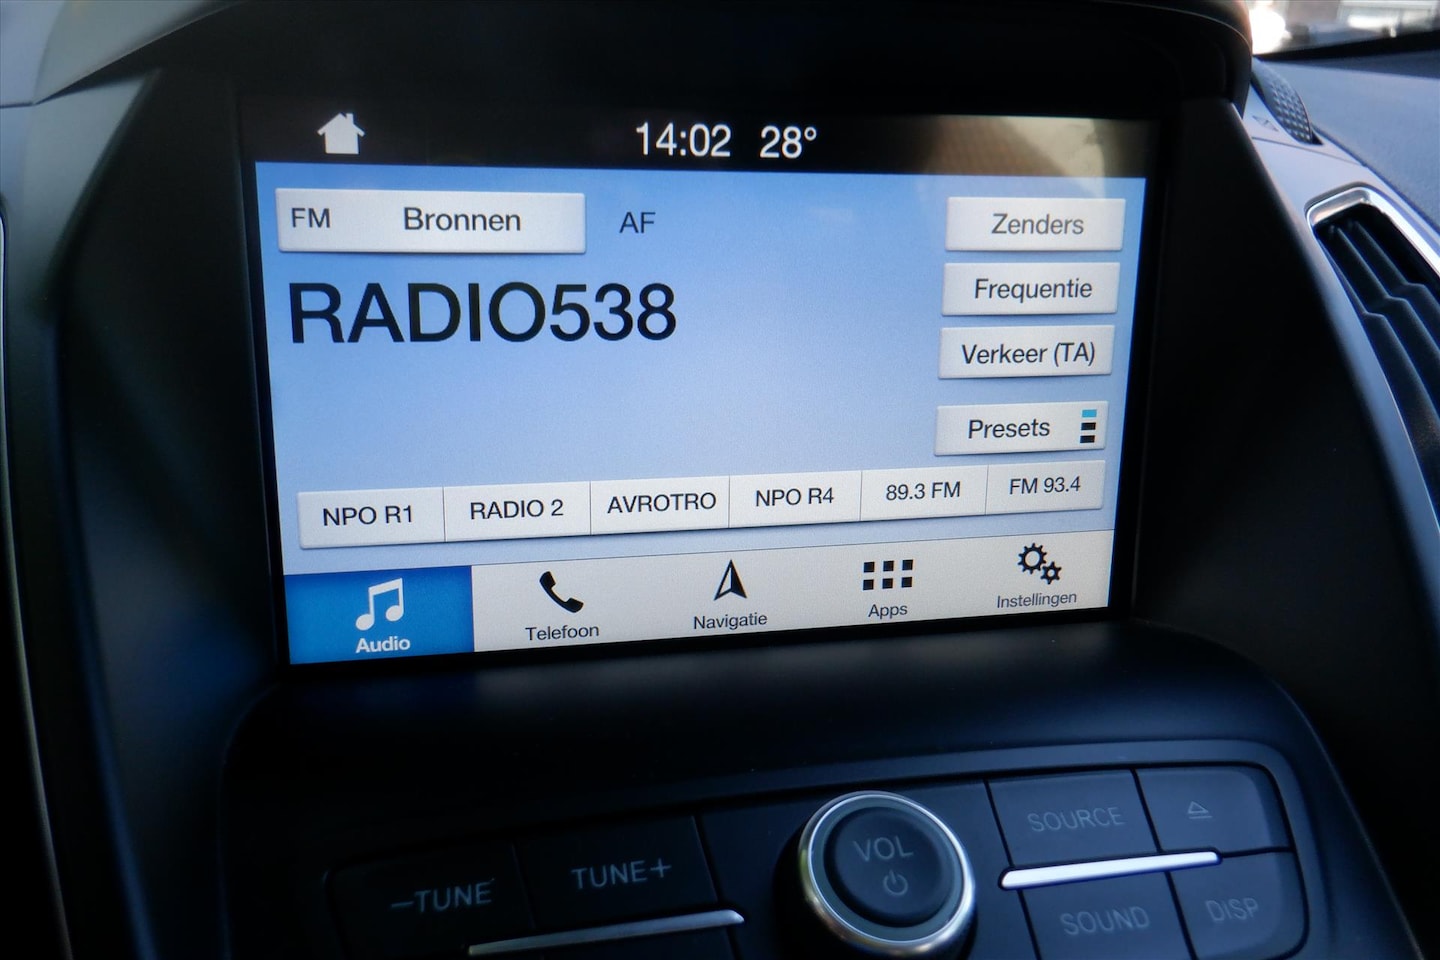 14:02 28°
FM Bronnen AF
Zenders
RADIO538
Frequentie
Verkeer (TA)
Presets
NPO R1 RADIO 2 AVROTRO NPO R4 89.3 FM FM 93.4
Audio Telefoon Navigatie Apps Instellingen
–TUNE TUNE+ VOL SOURCE
SOUND DISP